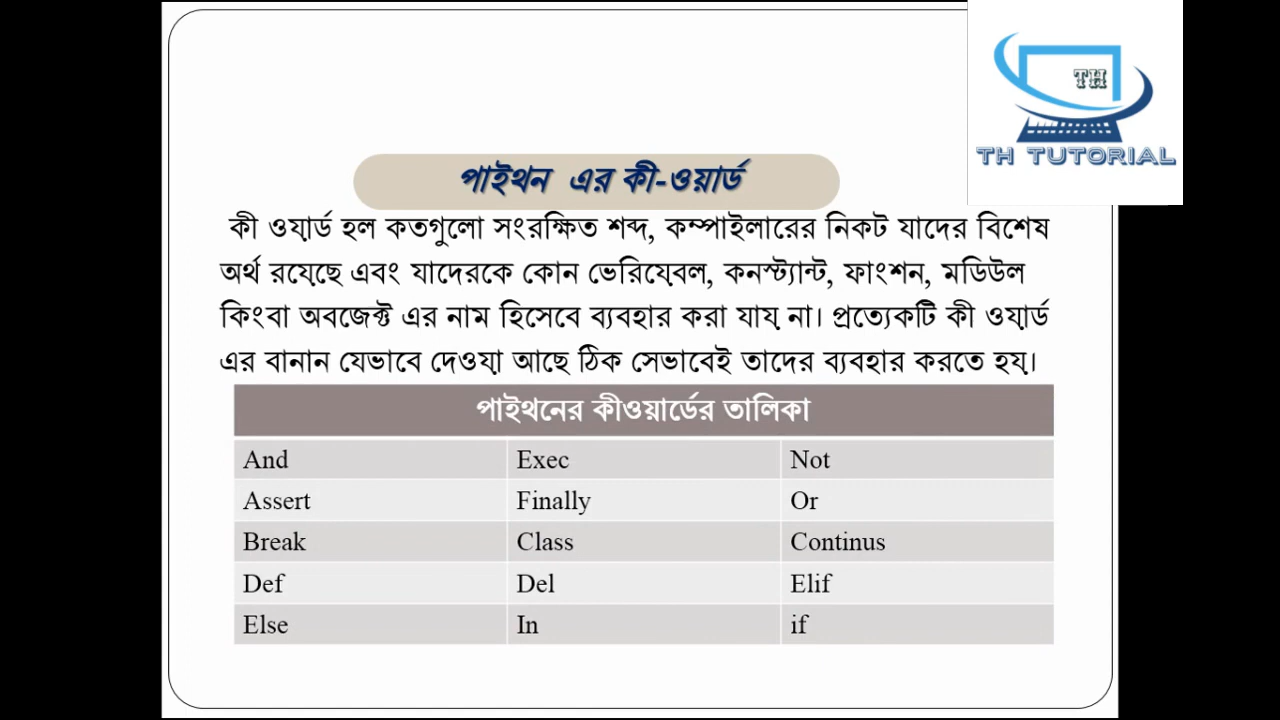 TH
TH TUTORIAL
পাইথন এর কী-ওয়ার্ড
কী ওয়ার্ড হল কতগুলো সংরক্ষিত শব্দ, কম্পাইলারের নিকট যাদের বিশেষ
অর্থ রয়েছে এবং যাদেরকে কোন ভেরিয়েবল, কনস্ট্যান্ট, ফাংশন, মডিউল
কিংবা অবজেক্ট এর নাম হিসেবে ব্যবহার করা যায় না। প্রত্যেকটি কী ওয়ার্ড
এর বানান যেভাবে দেওয়া আছে ঠিক সেভাবেই তাদের ব্যবহার করতে হয়।
পাইথনের কীওয়ার্ডের তালিকা
And Exec Not
Assert Finally Or
Break Class Continus
Def Del Elif
Else In if